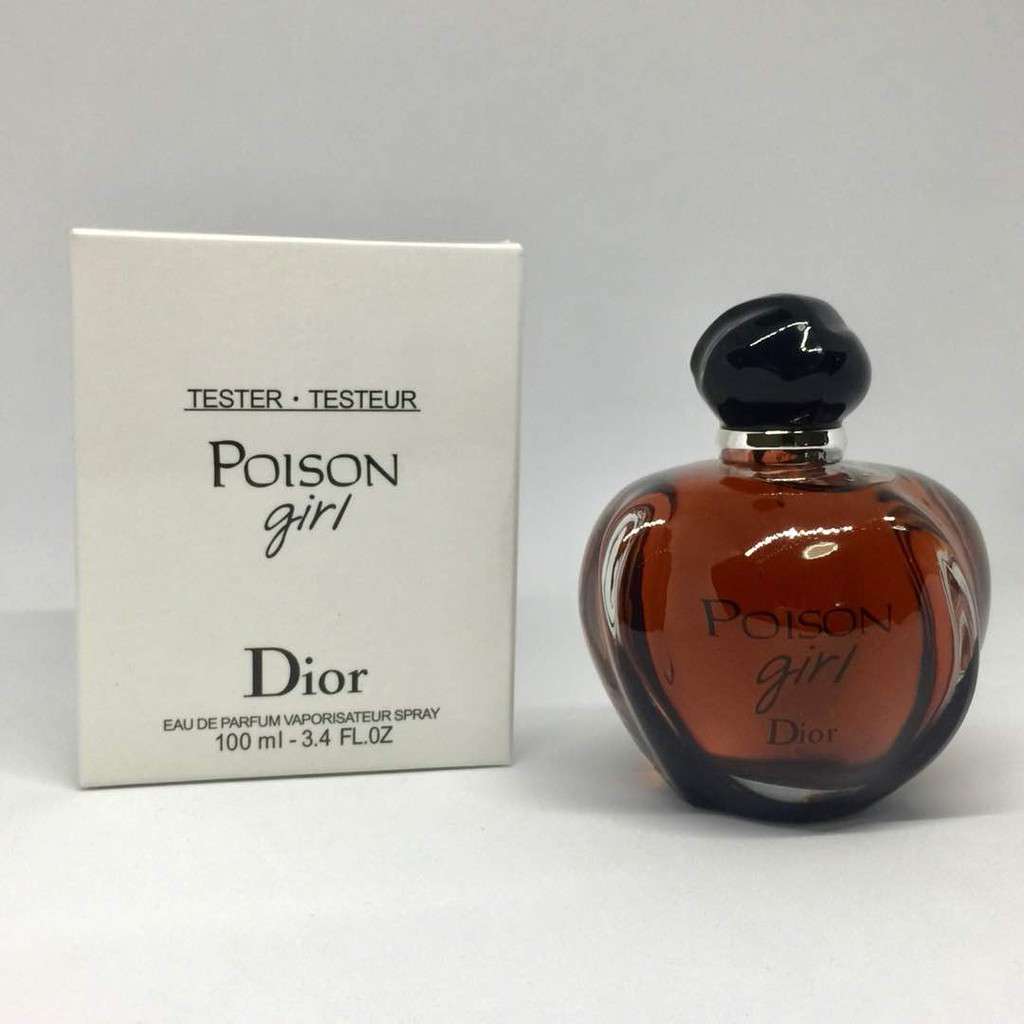 TESTER · TESTEUR
POISON
girl
Dior
EAU DE PARFUM VAPORISATEUR SPRAY
100 ml - 3.4 FL.OZ
POISON
girl
Dior